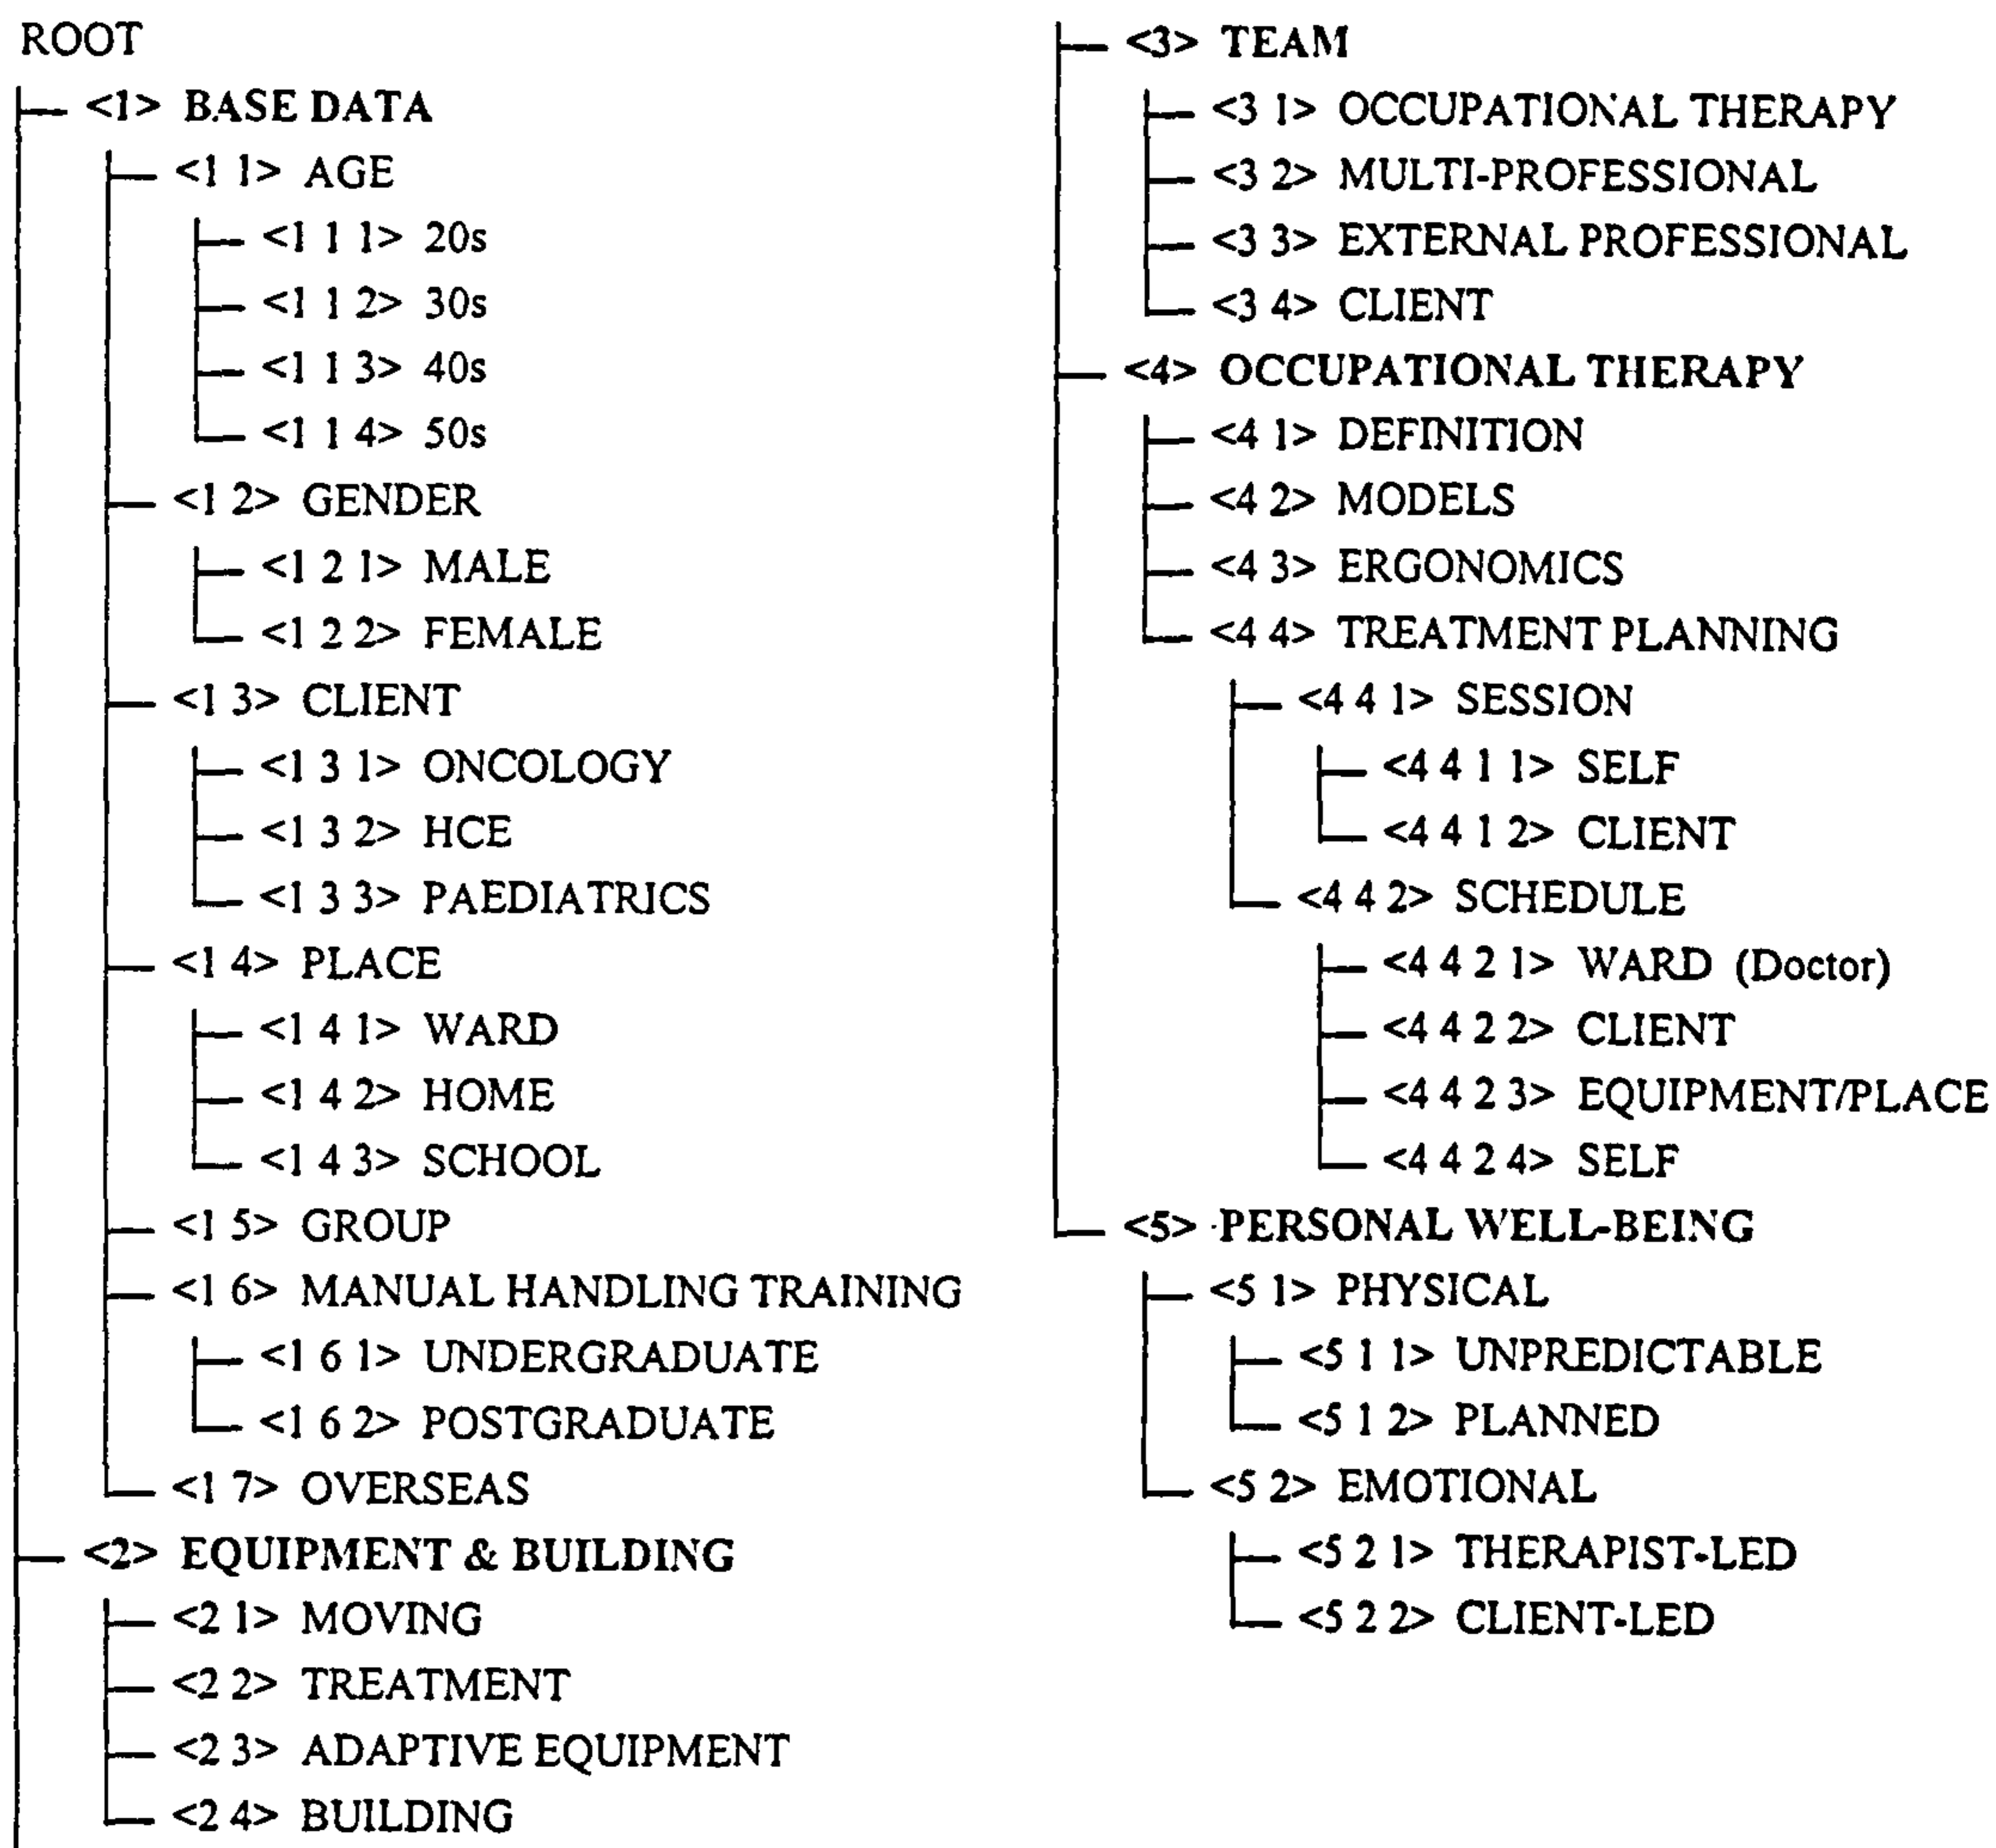 ROOT
<1> BASE DATA
<1 1> AGE
<1 1 1> 20s
<1 1 2> 30s
<1 1 3> 40s
<1 1 4> 50s
<1 2> GENDER
<1 2 1> MALE
<1 2 2> FEMALE
<1 3> CLIENT
<1 3 1> ONCOLOGY
<1 3 2> HCE
<1 3 3> PAEDIATRICS
<1 4> PLACE
<1 4 1> WARD
<1 4 2> HOME
<1 4 3> SCHOOL
<1 5> GROUP
<1 6> MANUAL HANDLING TRAINING
<1 6 1> UNDERGRADUATE
<1 6 2> POSTGRADUATE
<1 7> OVERSEAS
<2> EQUIPMENT & BUILDING
<2 1> MOVING
<2 2> TREATMENT
<2 3> ADAPTIVE EQUIPMENT
<2 4> BUILDING
<3> TEAM
<3 1> OCCUPATIONAL THERAPY
<3 2> MULTI-PROFESSIONAL
<3 3> EXTERNAL PROFESSIONAL
<3 4> CLIENT
<4> OCCUPATIONAL THERAPY
<4 1> DEFINITION
<4 2> MODELS
<4 3> ERGONOMICS
<4 4> TREATMENT PLANNING
<4 4 1> SESSION
<4 4 1 1> SELF
<4 4 1 2> CLIENT
<4 4 2> SCHEDULE
<4 4 2 1> WARD (Doctor)
<4 4 2 2> CLIENT
<4 4 2 3> EQUIPMENT/PLACE
<4 4 2 4> SELF
<5> PERSONAL WELL-BEING
<5 1> PHYSICAL
<5 1 1> UNPREDICTABLE
<5 1 2> PLANNED
<5 2> EMOTIONAL
<5 2 1> THERAPIST-LED
<5 2 2> CLIENT-LED